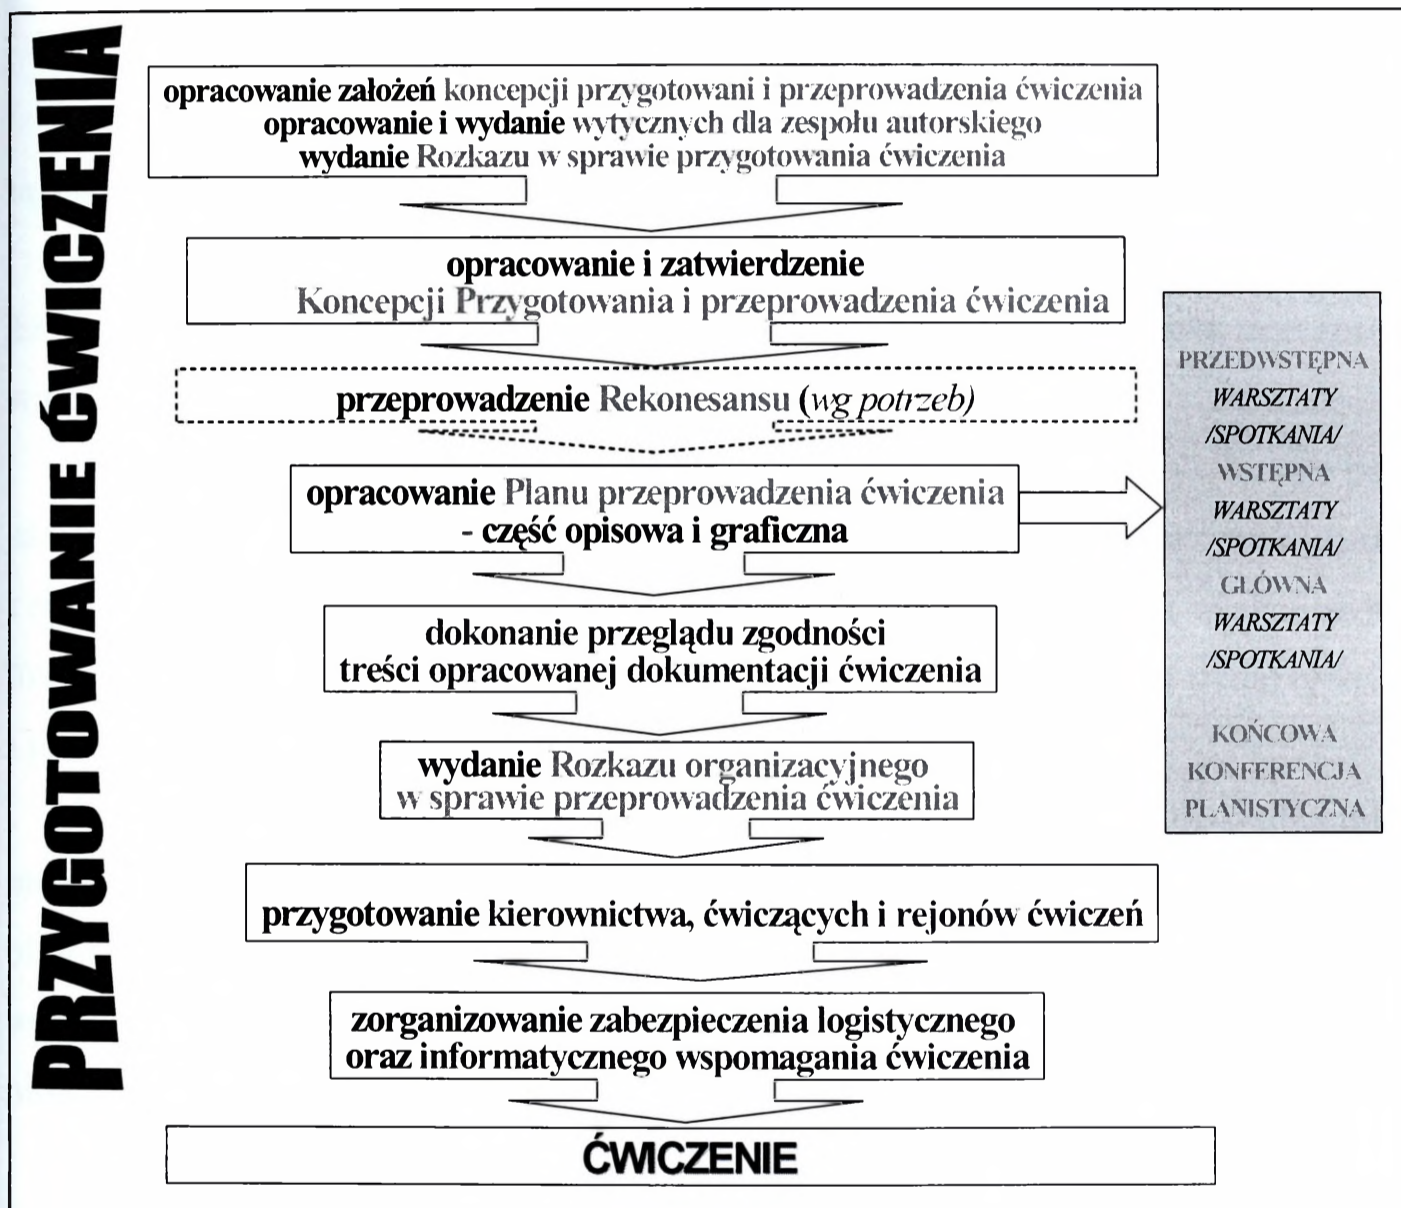 PRZYGOTOWANIE ĆWICZENIA
opracowanie założeń koncepcji przygotowani i przeprowadzenia ćwiczenia
opracowanie i wydanie wytycznych dla zespołu autorskiego
wydanie Rozkazu w sprawie przygotowania ćwiczenia
opracowanie i zatwierdzenie
Koncepcji Przygotowania i przeprowadzenia ćwiczenia
przeprowadzenie Rekonesansu (wg potrzeb)
opracowanie Planu przeprowadzenia ćwiczenia
- część opisowa i graficzna
dokonanie przeglądu zgodności
treści opracowanej dokumentacji ćwiczenia
wydanie Rozkazu organizacyjnego
w sprawie przeprowadzenia ćwiczenia
przygotowanie kierownictwa, ćwiczących i rejonów ćwiczeń
zorganizowanie zabezpieczenia logistycznego
oraz informatycznego wspomagania ćwiczenia
ĆWICZENIE
PRZEDWSTĘPNA
WARSZTATY
/SPOTKANIA/
WSTĘPNA
WARSZTATY
/SPOTKANIA/
GŁÓWNA
WARSZTATY
/SPOTKANIA/
KOŃCOWA
KONFERENCJA
PLANISTYCZNA